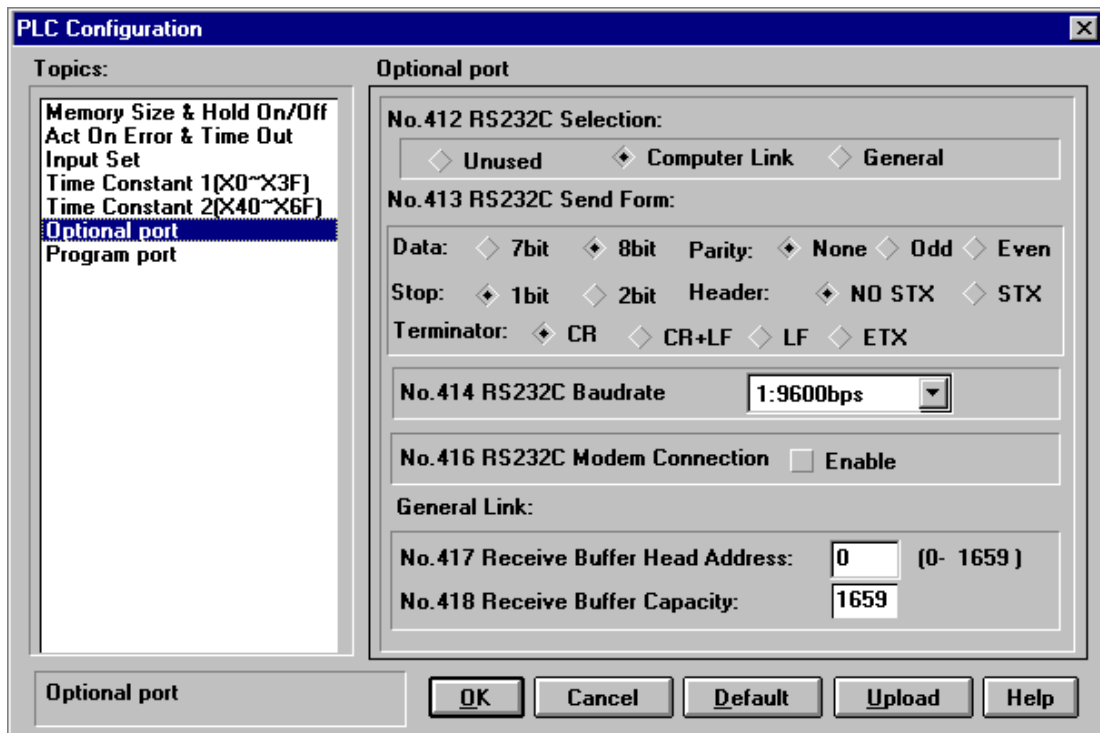 PLC Configuration
Topics:
Memory Size & Hold On/Off
Act On Error & Time Out
Input Set
Time Constant 1(X0~X3F)
Time Constant 2(X40~X6F)
Optional port
Program port
Optional port
No.412 RS232C Selection:
Unused Computer Link General
No.413 RS232C Send Form:
Data: 7bit 8bit Parity: None Odd Even
Stop: 1bit 2bit Header: NO STX STX
Terminator: CR CR+LF LF ETX
No.414 RS232C Baudrate 1:9600bps
No.416 RS232C Modem Connection Enable
General Link:
No.417 Receive Buffer Head Address: 0 (0- 1659 )
No.418 Receive Buffer Capacity: 1659
Optional port
OK Cancel Default Upload Help